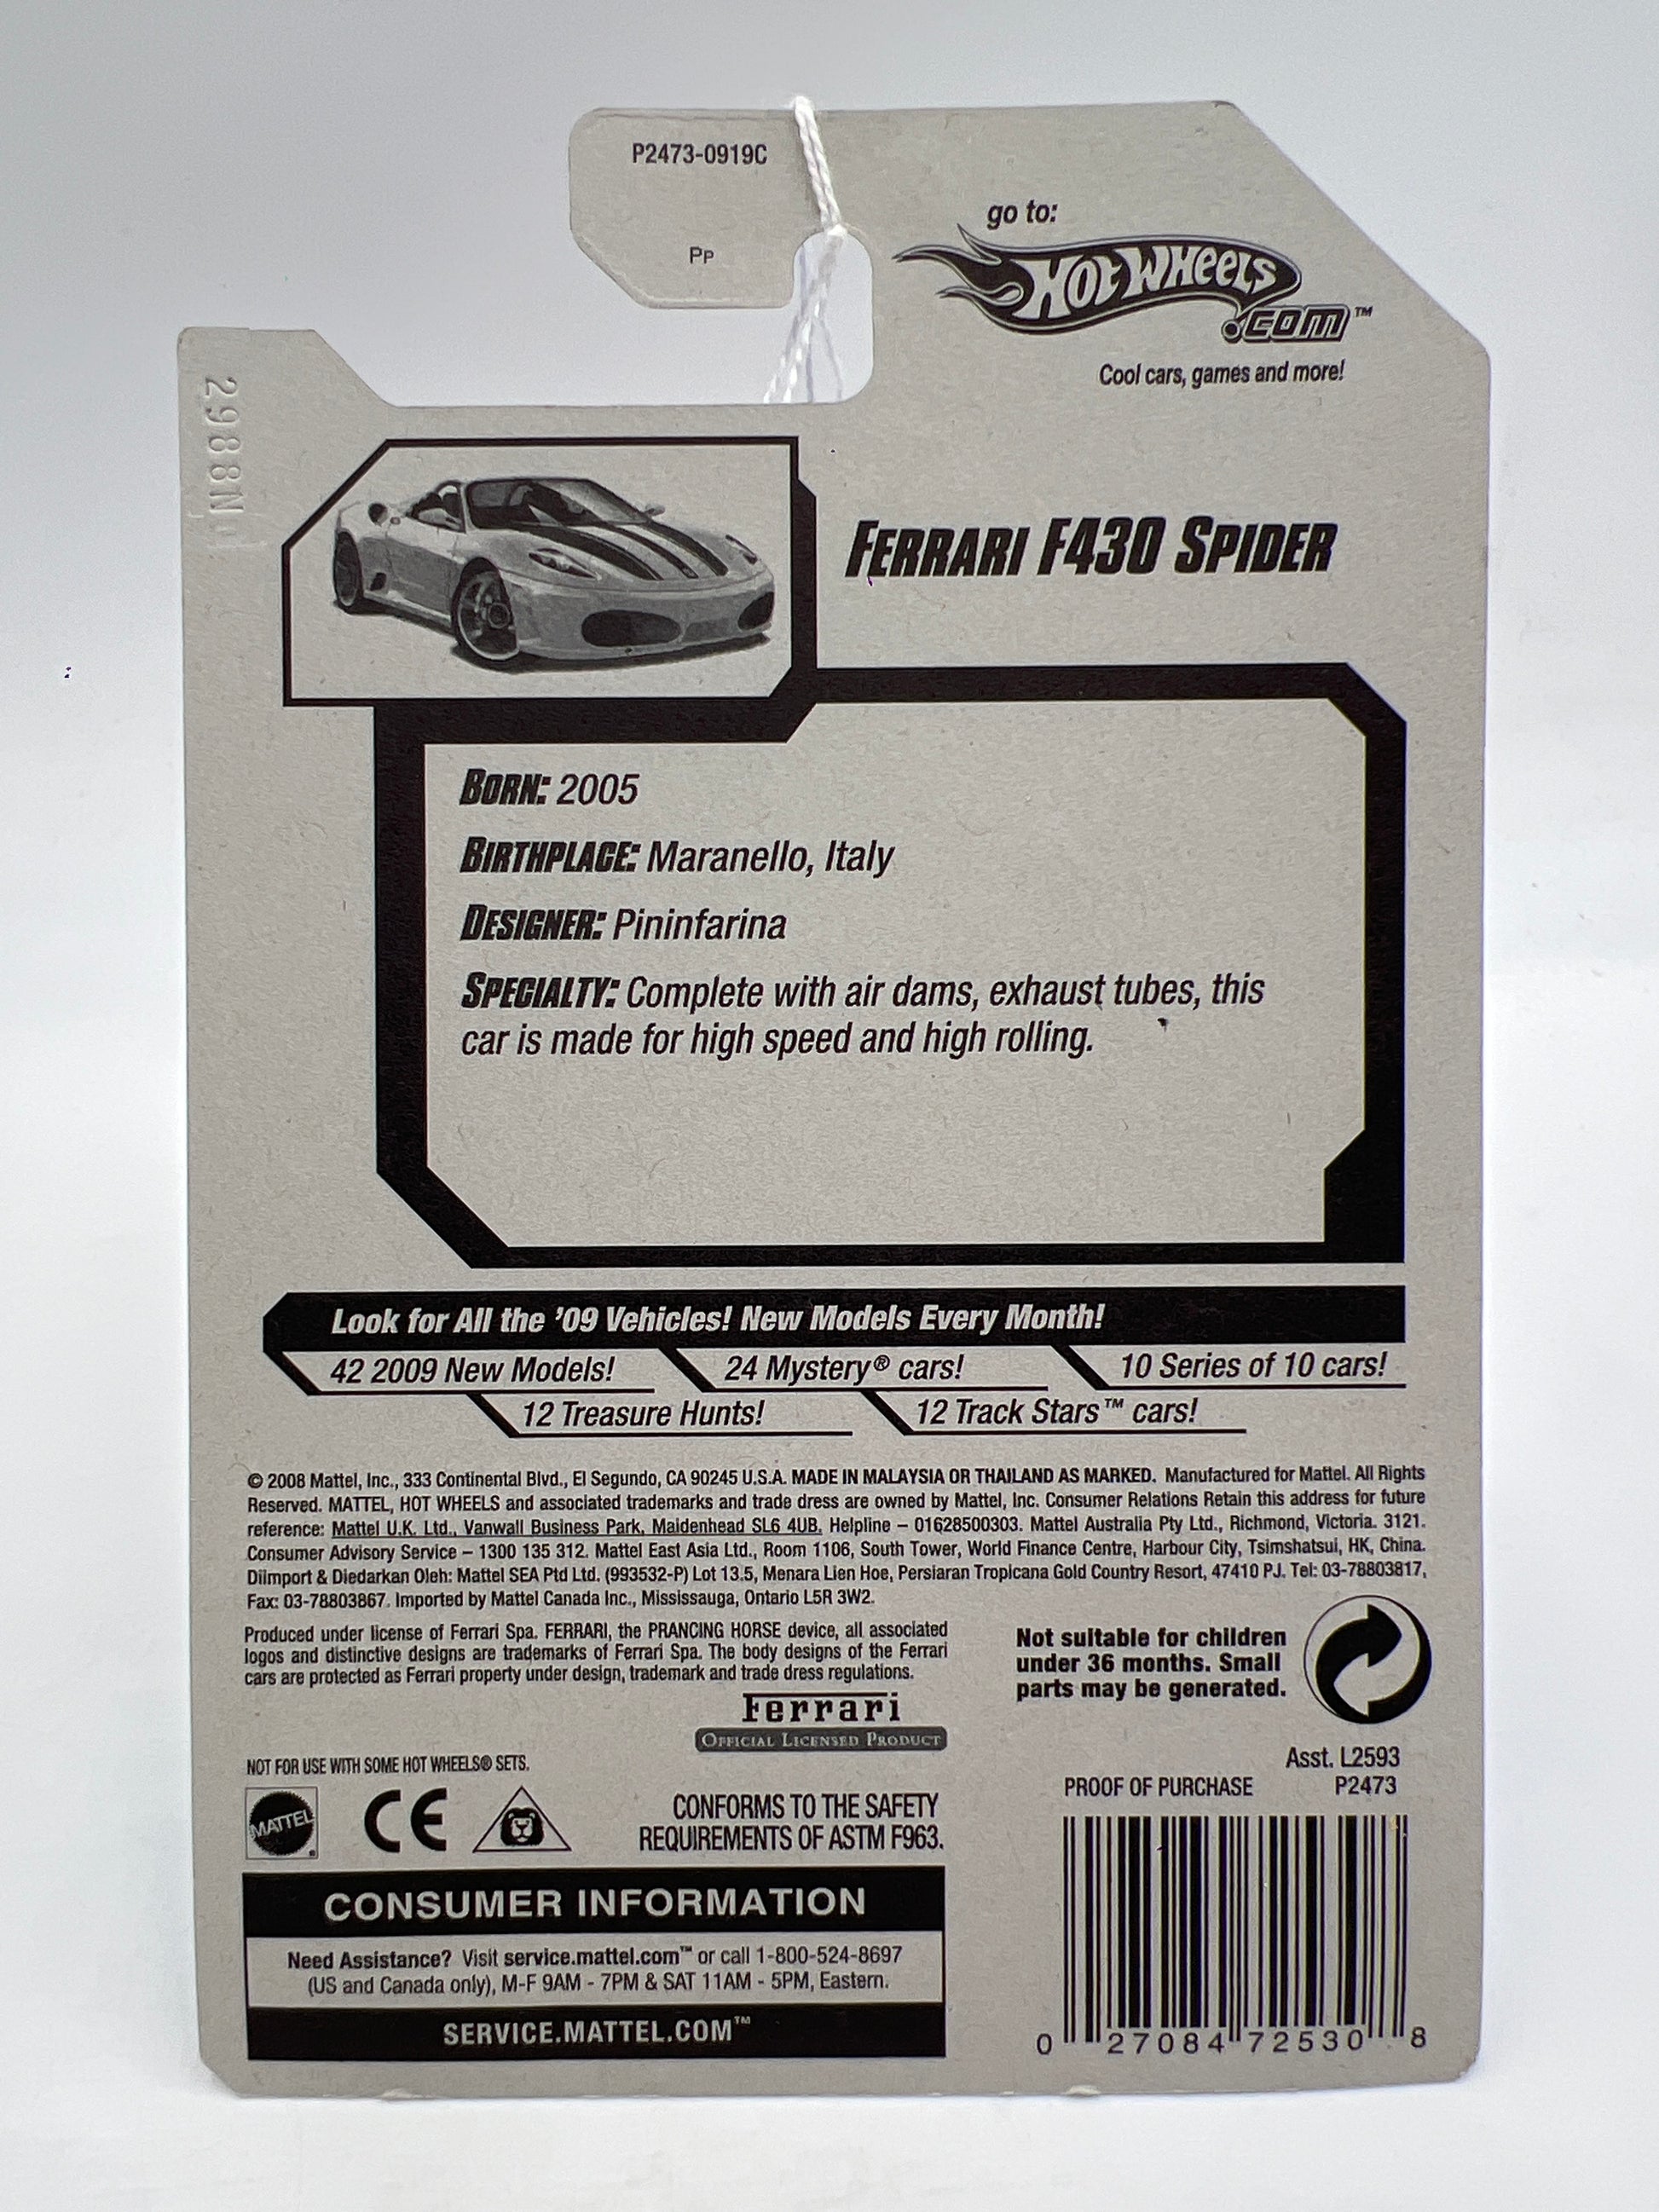 P2473-0919C
Pp
go to:
Hot Wheels
.com™
Cool cars, games and more!
2988N
FERRARI F430 SPIDER
BORN: 2005
BIRTHPLACE: Maranello, Italy
DESIGNER: Pininfarina
SPECIALTY: Complete with air dams, exhaust tubes, this
car is made for high speed and high rolling.
Look for All the '09 Vehicles! New Models Every Month!
42 2009 New Models! 24 Mystery® cars! 10 Series of 10 cars!
12 Treasure Hunts! 12 Track Stars™ cars!
© 2008 Mattel, Inc., 333 Continental Blvd., El Segundo, CA 90245 U.S.A. MADE IN MALAYSIA OR THAILAND AS MARKED. Manufactured for Mattel. All Rights
Reserved. MATTEL, HOT WHEELS and associated trademarks and trade dress are owned by Mattel, Inc. Consumer Relations Retain this address for future
reference: Mattel U.K. Ltd., Vanwall Business Park, Maidenhead SL6 4UB. Helpline – 01628500303. Mattel Australia Pty Ltd., Richmond, Victoria. 3121.
Consumer Advisory Service – 1300 135 312. Mattel East Asia Ltd., Room 1106, South Tower, World Finance Centre, Harbour City, Tsimshatsui, HK, China.
Diimport & Diedarkan Oleh: Mattel SEA Ptd Ltd. (993532-P) Lot 13.5, Menara Lien Hoe, Persiaran Tropicana Gold Country Resort, 47410 PJ. Tel: 03-78803817,
Fax: 03-78803867. Imported by Mattel Canada Inc., Mississauga, Ontario L5R 3W2.
Produced under license of Ferrari Spa. FERRARI, the PRANCING HORSE device, all associated
logos and distinctive designs are trademarks of Ferrari Spa. The body designs of the Ferrari
cars are protected as Ferrari property under design, trademark and trade dress regulations.
Ferrari
OFFICIAL LICENSED PRODUCT
Not suitable for children
under 36 months. Small
parts may be generated.
NOT FOR USE WITH SOME HOT WHEELS® SETS.
MATTEL
CE
CONFORMS TO THE SAFETY
REQUIREMENTS OF ASTM F963.
Asst. L2593
PROOF OF PURCHASE P2473
CONSUMER INFORMATION
Need Assistance? Visit service.mattel.com™ or call 1-800-524-8697
(US and Canada only), M-F 9AM - 7PM & SAT 11AM - 5PM, Eastern.
SERVICE.MATTEL.COM™
0 27084 72530 8